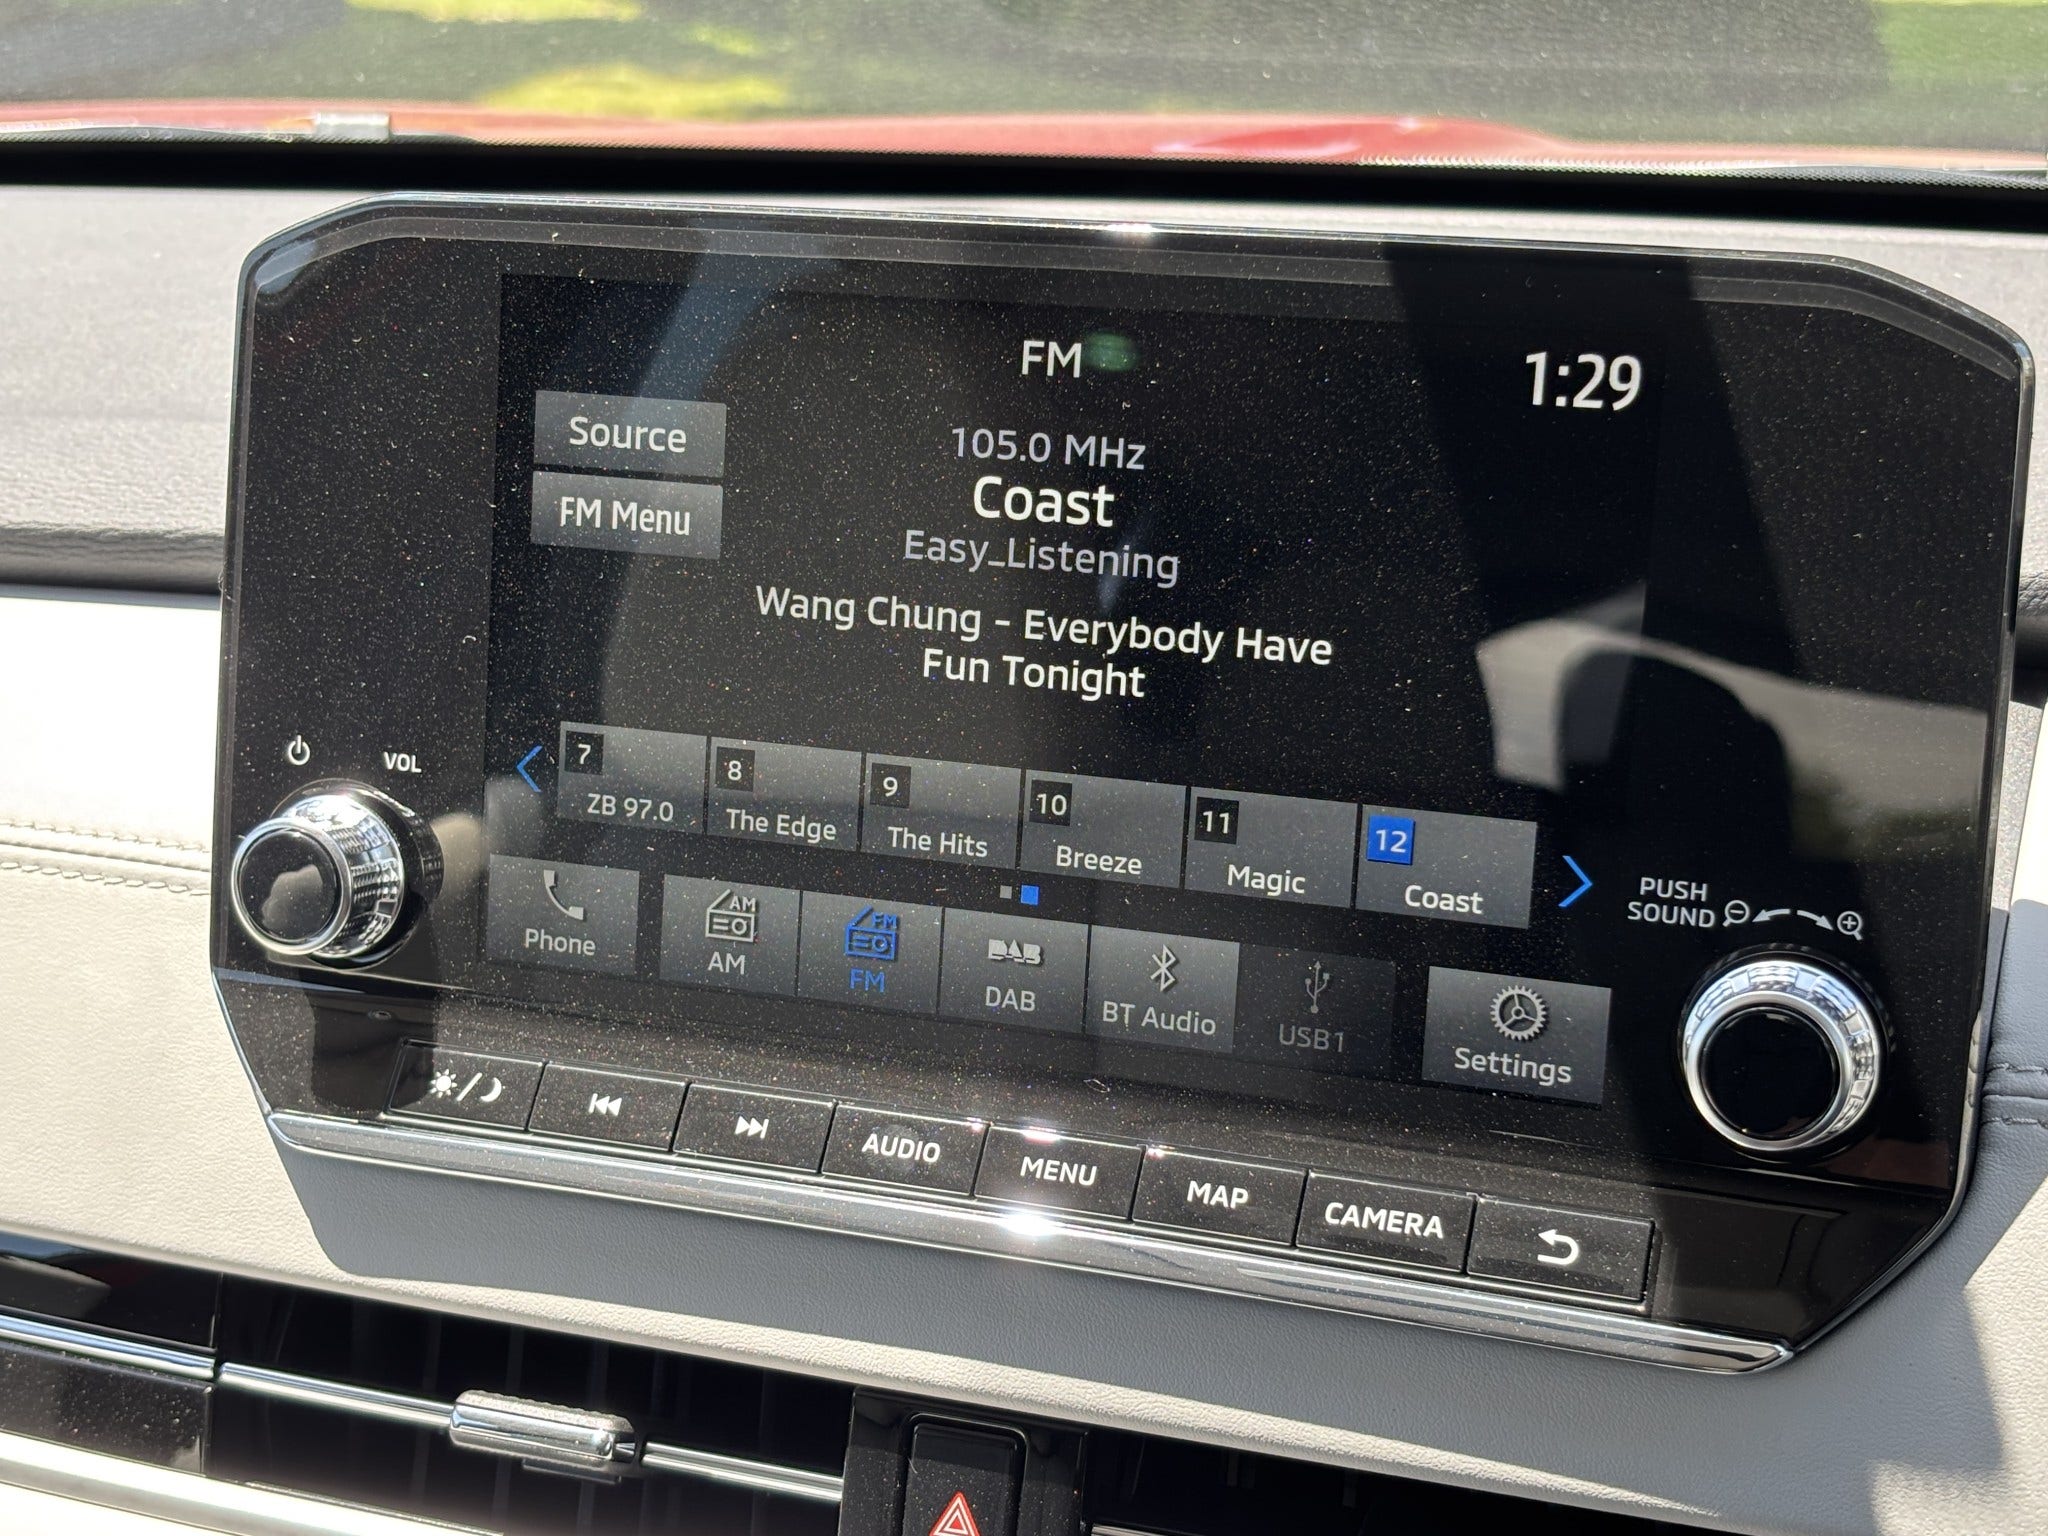 FM
1:29
Source
105.0 MHz
Coast
FM Menu
Easy_Listening
Wang Chung - Everybody Have
Fun Tonight
VOL
7
ZB 97.0
8
The Edge
9
The Hits
10
Breeze
11
Magic
12
Coast
PUSH
SOUND
Phone
AM
AM
FM
FM
DAB
DAB
BT Audio
USB1
Settings
AUDIO
MENU
MAP
CAMERA